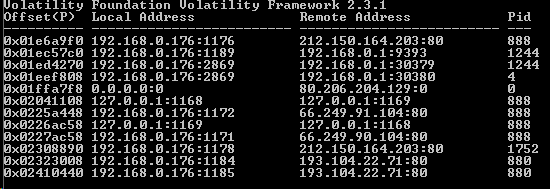 Volatility Foundation Volatility Framework 2.3.1
Offset(P) Local Address Remote Address Pid
0x01e6a9f0 192.168.0.176:1176 212.150.164.203:80 888
0x01ec57c0 192.168.0.176:1189 192.168.0.1:9393 1244
0x01ed4270 192.168.0.176:2869 192.168.0.1:30379 1244
0x01eef808 192.168.0.176:2869 192.168.0.1:30380 4
0x01ffa7f8 0.0.0.0:0 80.206.204.129:0 0
0x02041108 127.0.0.1:1168 127.0.0.1:1169 888
0x0225a448 192.168.0.176:1172 66.249.91.104:80 888
0x0226ac58 127.0.0.1:1169 127.0.0.1:1168 888
0x0227ac58 192.168.0.176:1171 66.249.90.104:80 888
0x02308890 192.168.0.176:1178 212.150.164.203:80 1752
0x02323008 192.168.0.176:1184 193.104.22.71:80 880
0x02410440 192.168.0.176:1185 193.104.22.71:80 880